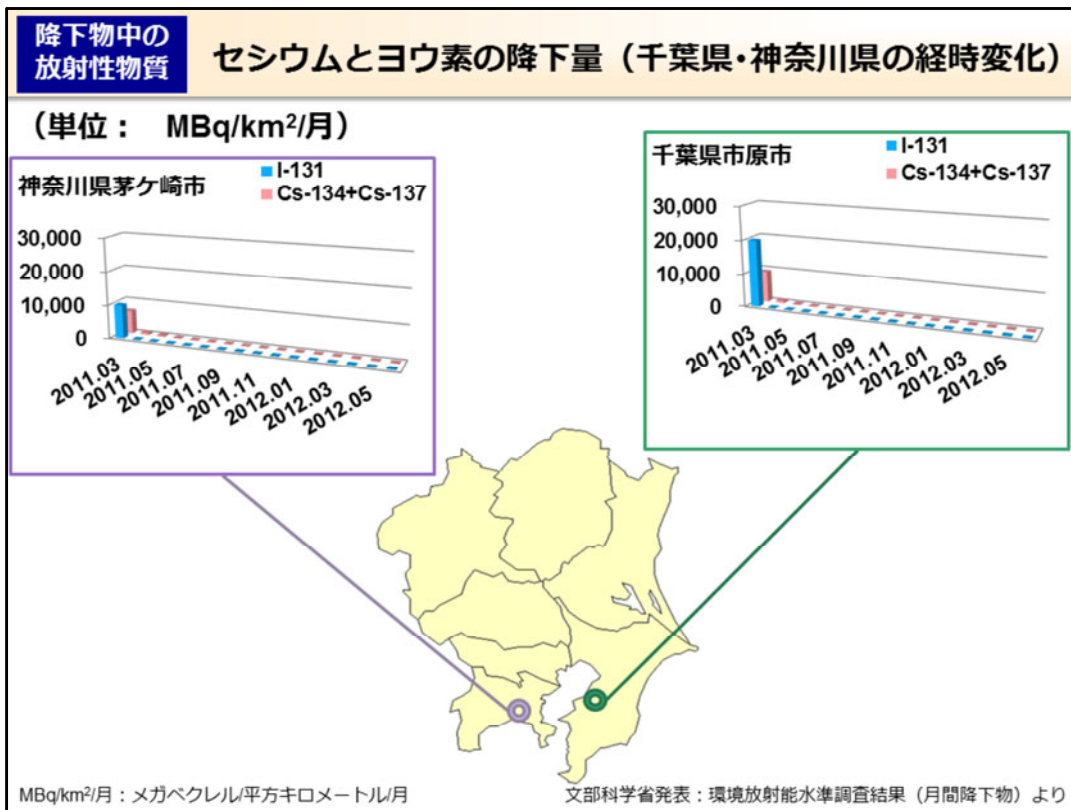 降下物中の
放射性物質
セシウムとヨウ素の降下量（千葉県・神奈川県の経時変化）
（単位： MBq/km²/月）
神奈川県茅ケ崎市
I-131
Cs-134+Cs-137
30,000
20,000
10,000
0
2011.03
2011.05
2011.07
2011.09
2011.11
2012.01
2012.03
2012.05
千葉県市原市
I-131
Cs-134+Cs-137
30,000
20,000
10,000
0
2011.03
2011.05
2011.07
2011.09
2011.11
2012.01
2012.03
2012.05
MBq/km²/月：メガベクレル/平方キロメートル/月
文部科学省発表：環境放射能水準調査結果（月間降下物）より